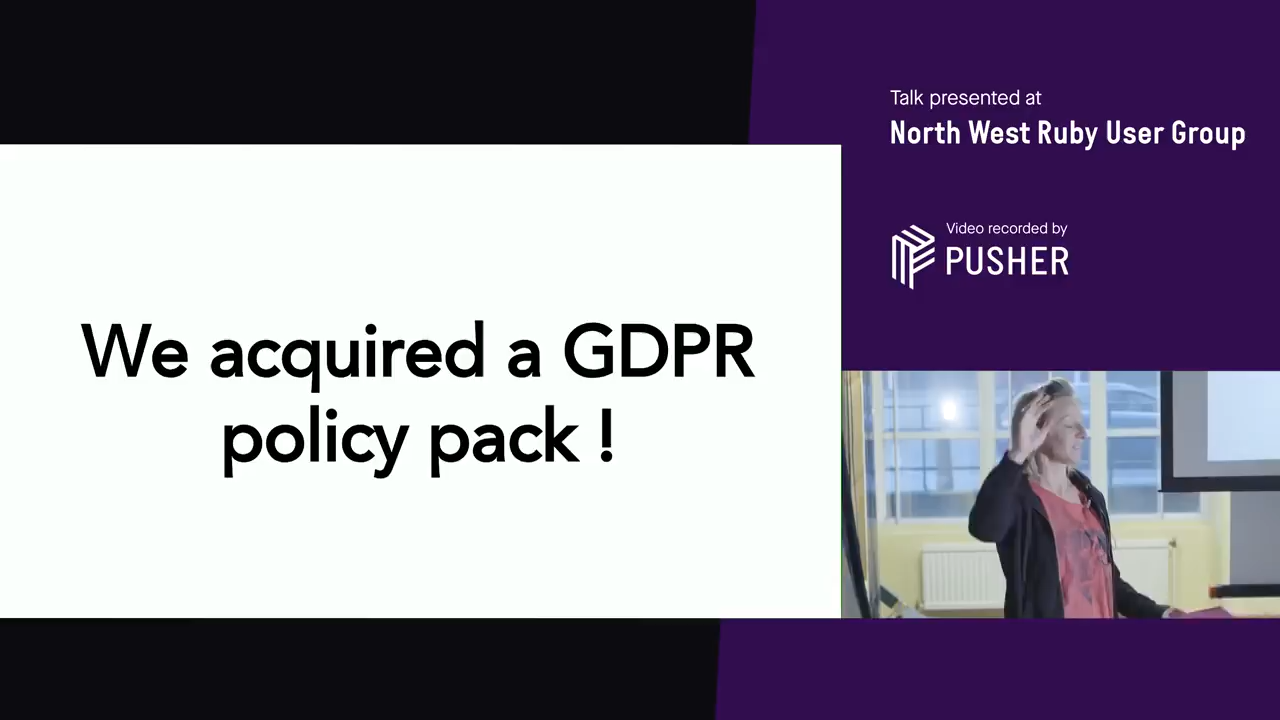 Talk presented at
North West Ruby User Group
Video recorded by
PUSHER
We acquired a GDPR
policy pack !